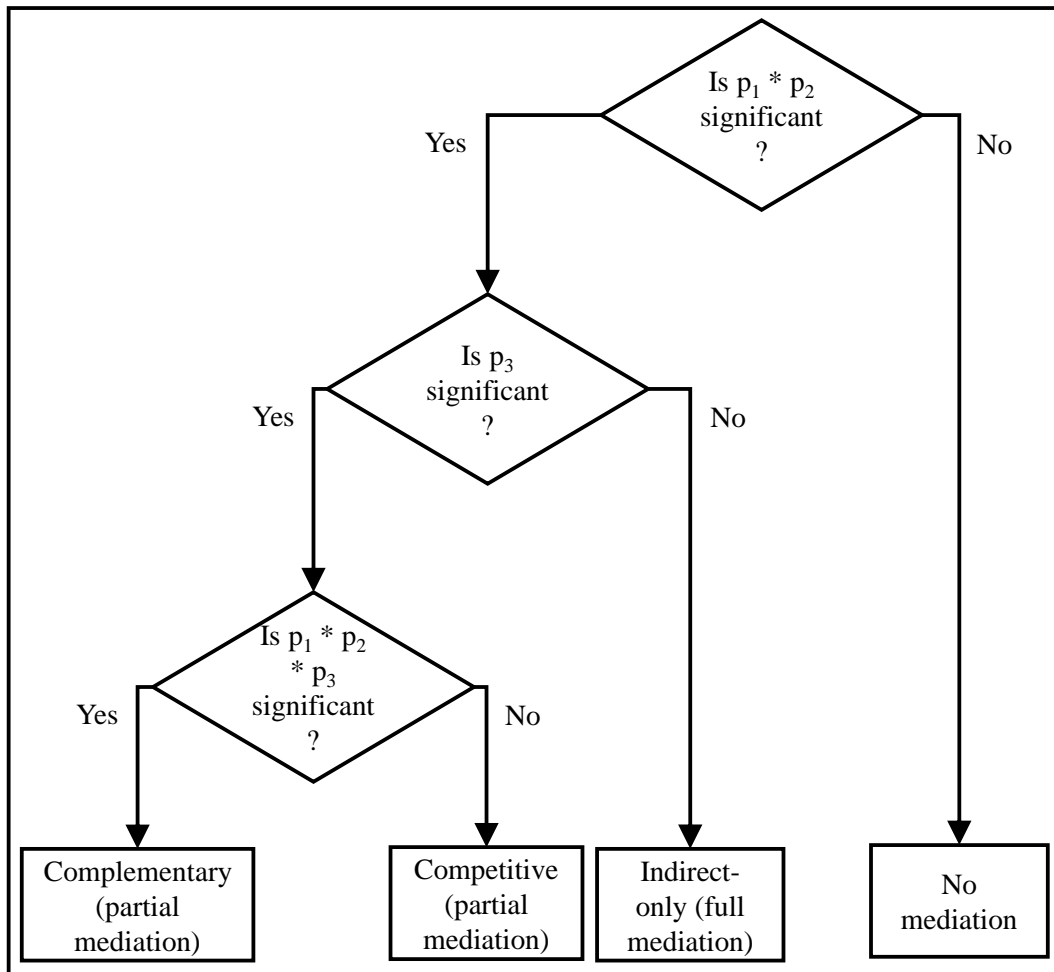 Is p₁ * p₂
significant
?
Yes
No
Is p₃
significant
?
Yes
No
Is p₁ * p₂
* p₃
significant
?
Yes
No
Complementary
(partial
mediation)
Competitive
(partial
mediation)
Indirect-
only (full
mediation)
No
mediation